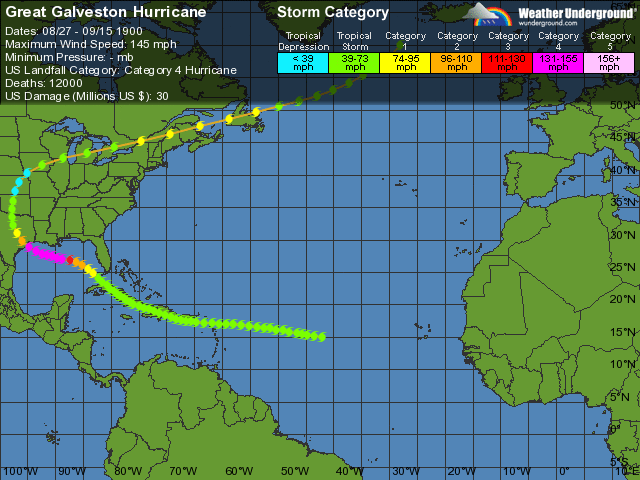 Great Galveston Hurricane
Dates: 08/27 - 09/15 1900
Maximum Wind Speed: 145 mph
Minimum Pressure: - mb
US Landfall Category: Category 4 Hurricane
Deaths: 12000
US Damage (Millions US $): 30
Storm Category
Weather Underground®
wunderground.com
Tropical Depression
Tropical Storm
Category 1
Category 2
Category 3
Category 4
Category 5
< 39 mph
39-73 mph
74-95 mph
96-110 mph
111-130 mph
131-155 mph
156+ mph
50°N
45°N
40°N
35°N
30°N
25°N
20°N
15°N
10°N
5°N
0°N
5°S
100°W 90°W 80°W 70°W 60°W 50°W 40°W 30°W 20°W 10°W 0° 10°E